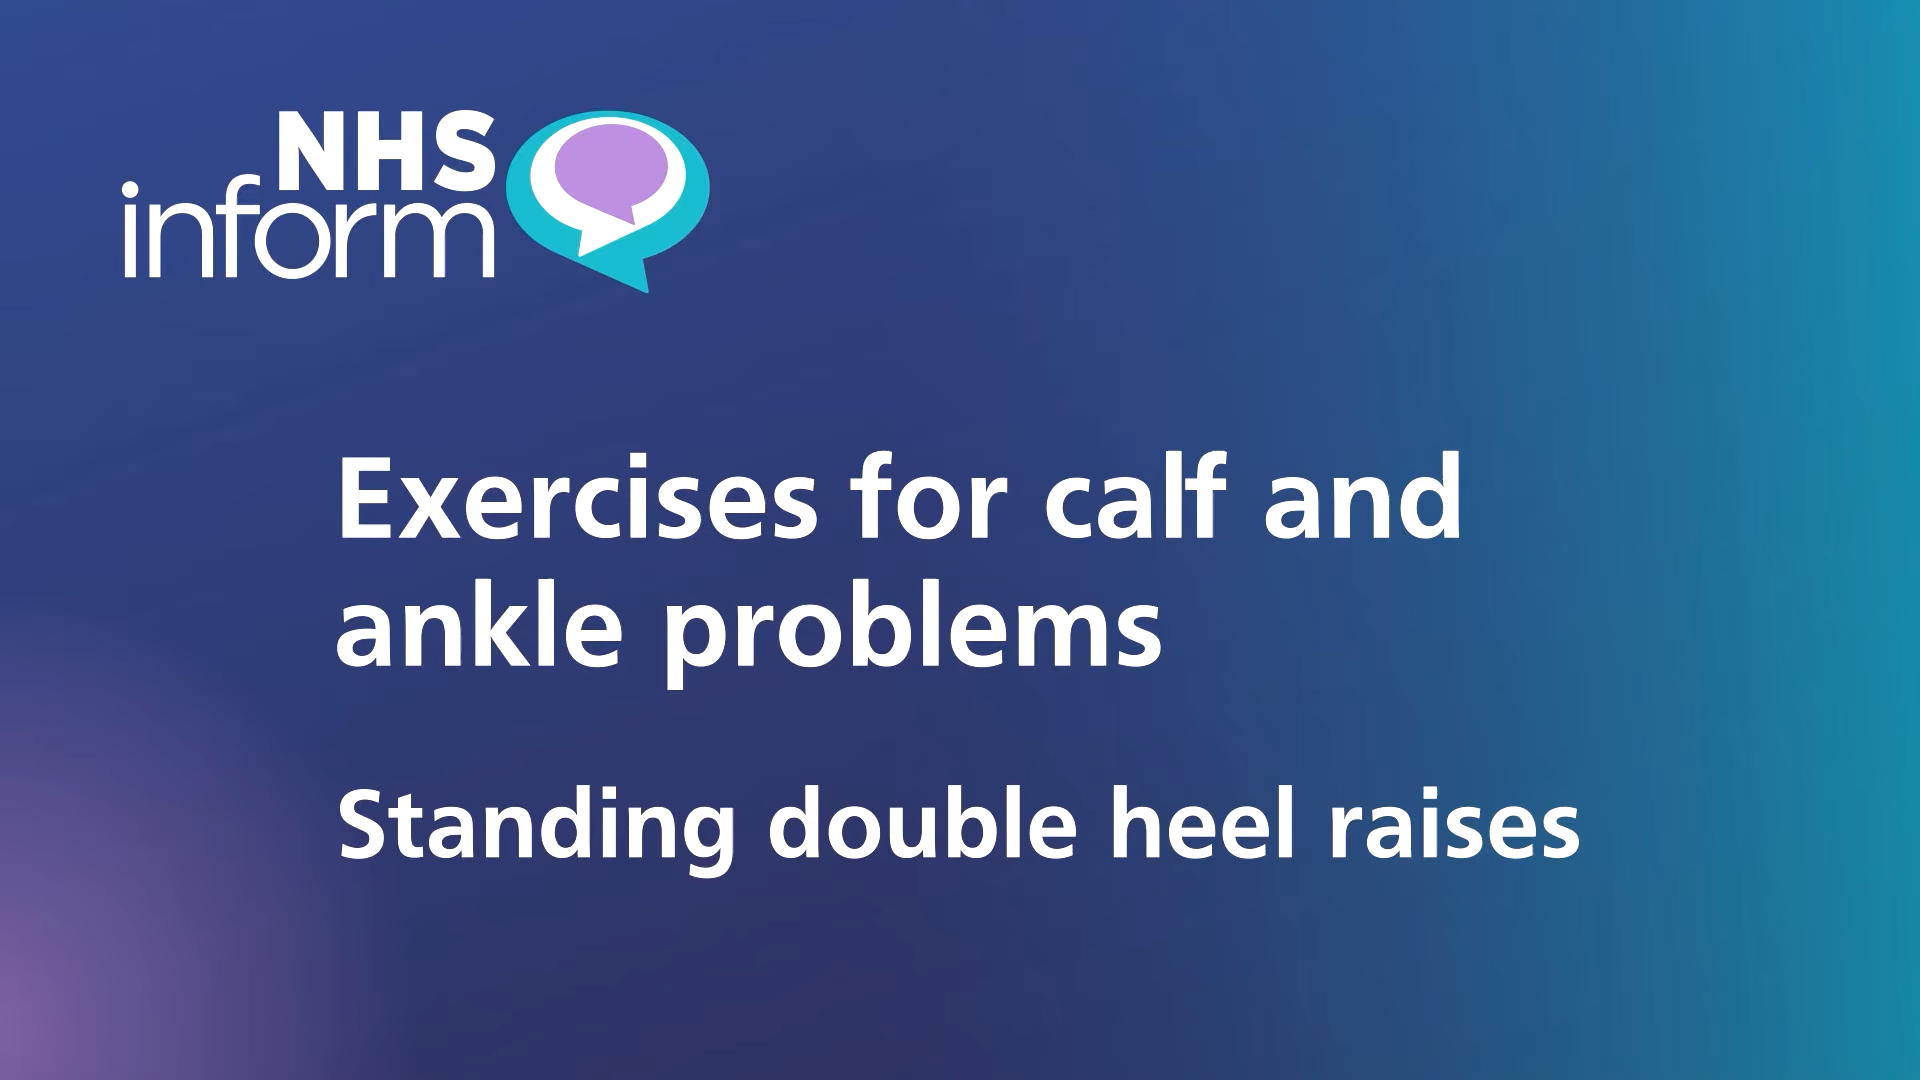 NHS
inform
Exercises for calf and
ankle problems
Standing double heel raises